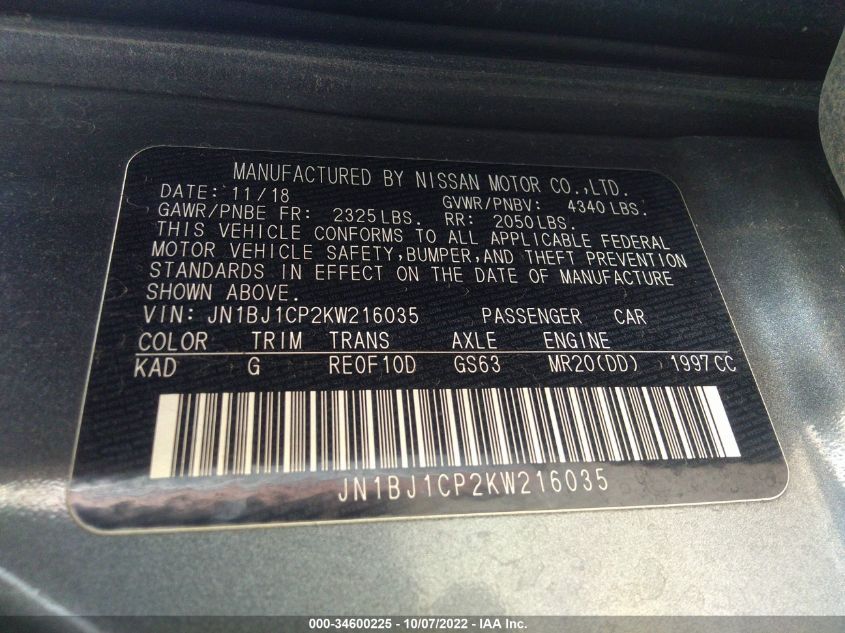 MANUFACTURED BY NISSAN MOTOR CO.,LTD.
DATE: 11/18 GVWR/PNBV: 4340 LBS.
GAWR/PNBE FR: 2325 LBS. RR: 2050 LBS.
THIS VEHICLE CONFORMS TO ALL APPLICABLE FEDERAL
MOTOR VEHICLE SAFETY,BUMPER,AND THEFT PREVENTION
STANDARDS IN EFFECT ON THE DATE OF MANUFACTURE
SHOWN ABOVE.
VIN: JN1BJ1CP2KW216035 PASSENGER CAR
COLOR TRIM TRANS AXLE ENGINE
KAD G RE0F10D GS63 MR20(DD) 1997CC
JN1BJ1CP2KW216035
000-34600225 - 10/07/2022 - IAA Inc.